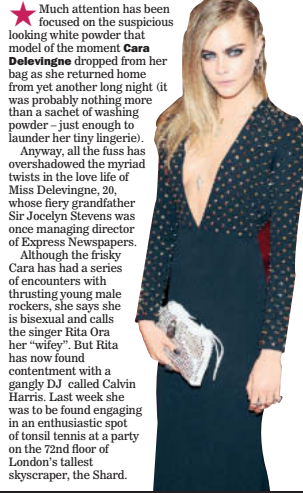 Much attention has been
focused on the suspicious
looking white powder that
model of the moment Cara
Delevingne dropped from her
bag as she returned home
from yet another long night (it
was probably nothing more
than a sachet of washing
powder – just enough to
launder her tiny lingerie).
Anyway, all the fuss has
overshadowed the myriad
twists in the love life of
Miss Delevingne, 20,
whose fiery grandfather
Sir Jocelyn Stevens was
once managing director
of Express Newspapers.
Although the frisky
Cara has had a series
of encounters with
thrusting young male
rockers, she says she
is bisexual and calls
the singer Rita Ora
her “wifey”. But Rita
has now found
contentment with a
gangly DJ called Calvin
Harris. Last week she
was to be found engaging
in an enthusiastic spot
of tonsil tennis at a party
on the 72nd floor of
London’s tallest
skyscraper, the Shard.